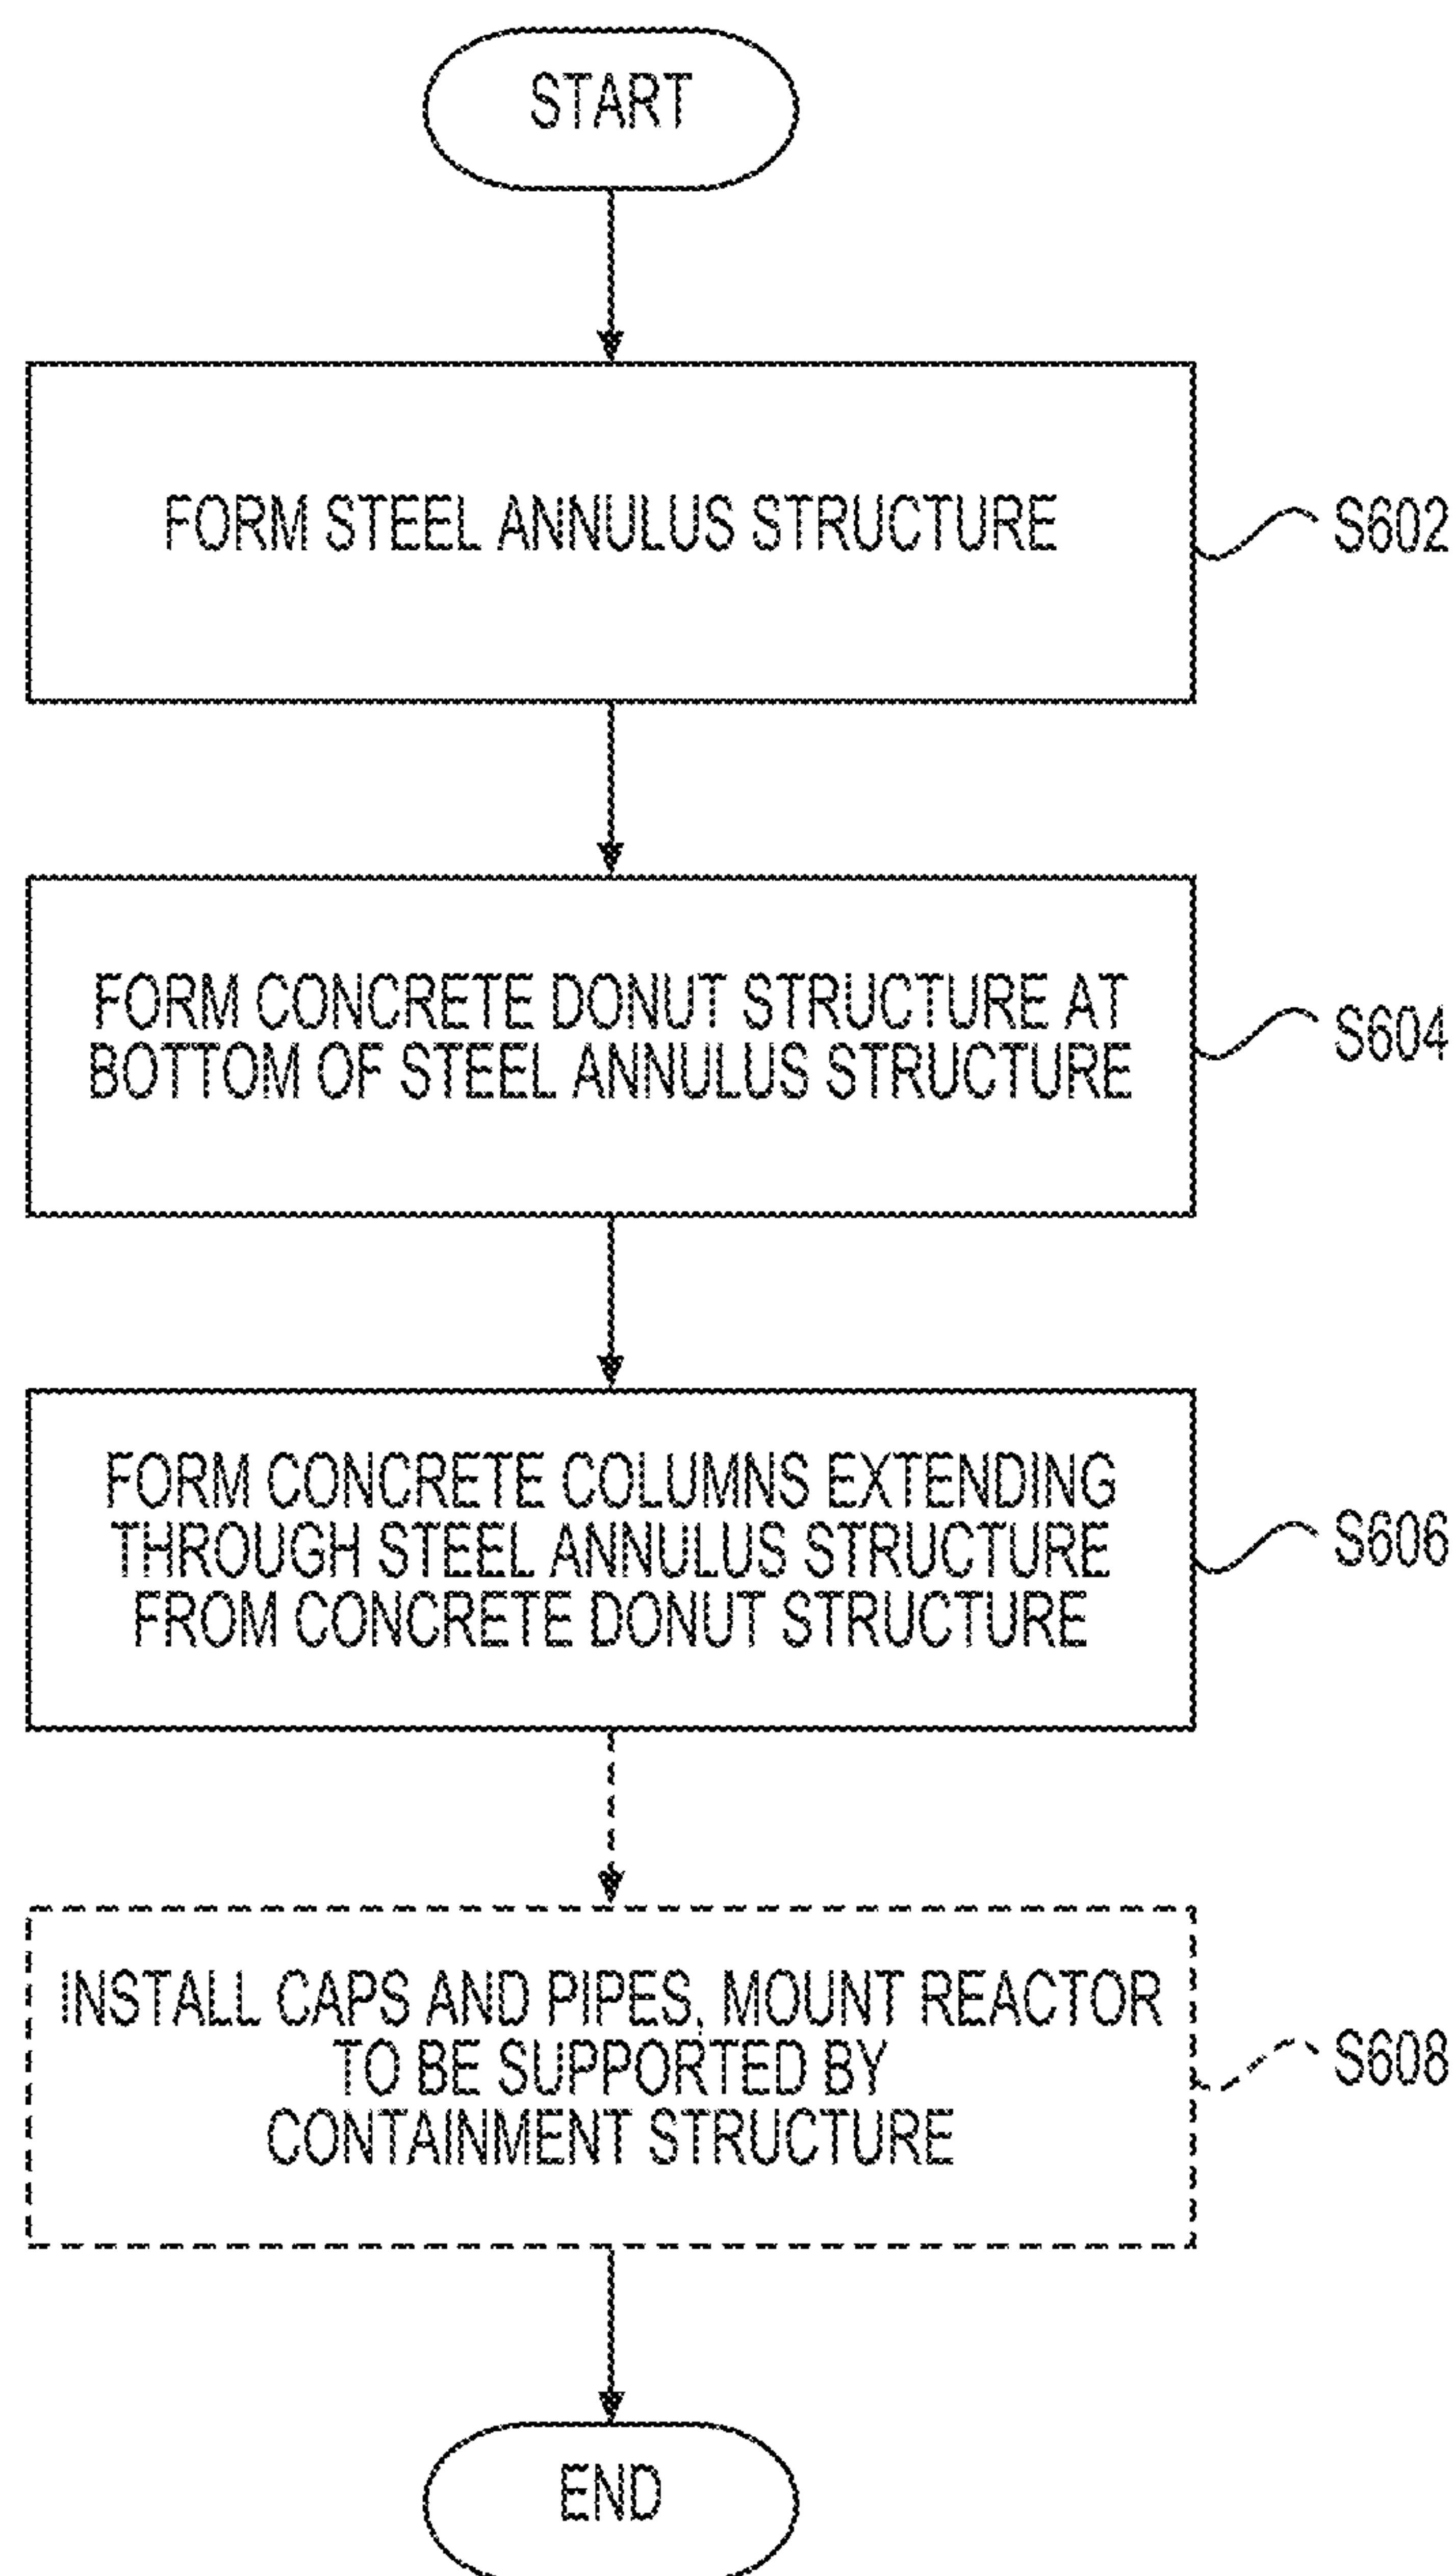 START
FORM STEEL ANNULUS STRUCTURE
S602
FORM CONCRETE DONUT STRUCTURE AT
BOTTOM OF STEEL ANNULUS STRUCTURE
S604
FORM CONCRETE COLUMNS EXTENDING
THROUGH STEEL ANNULUS STRUCTURE
FROM CONCRETE DONUT STRUCTURE
S606
INSTALL CAPS AND PIPES, MOUNT REACTOR
TO BE SUPPORTED BY
CONTAINMENT STRUCTURE
S608
END